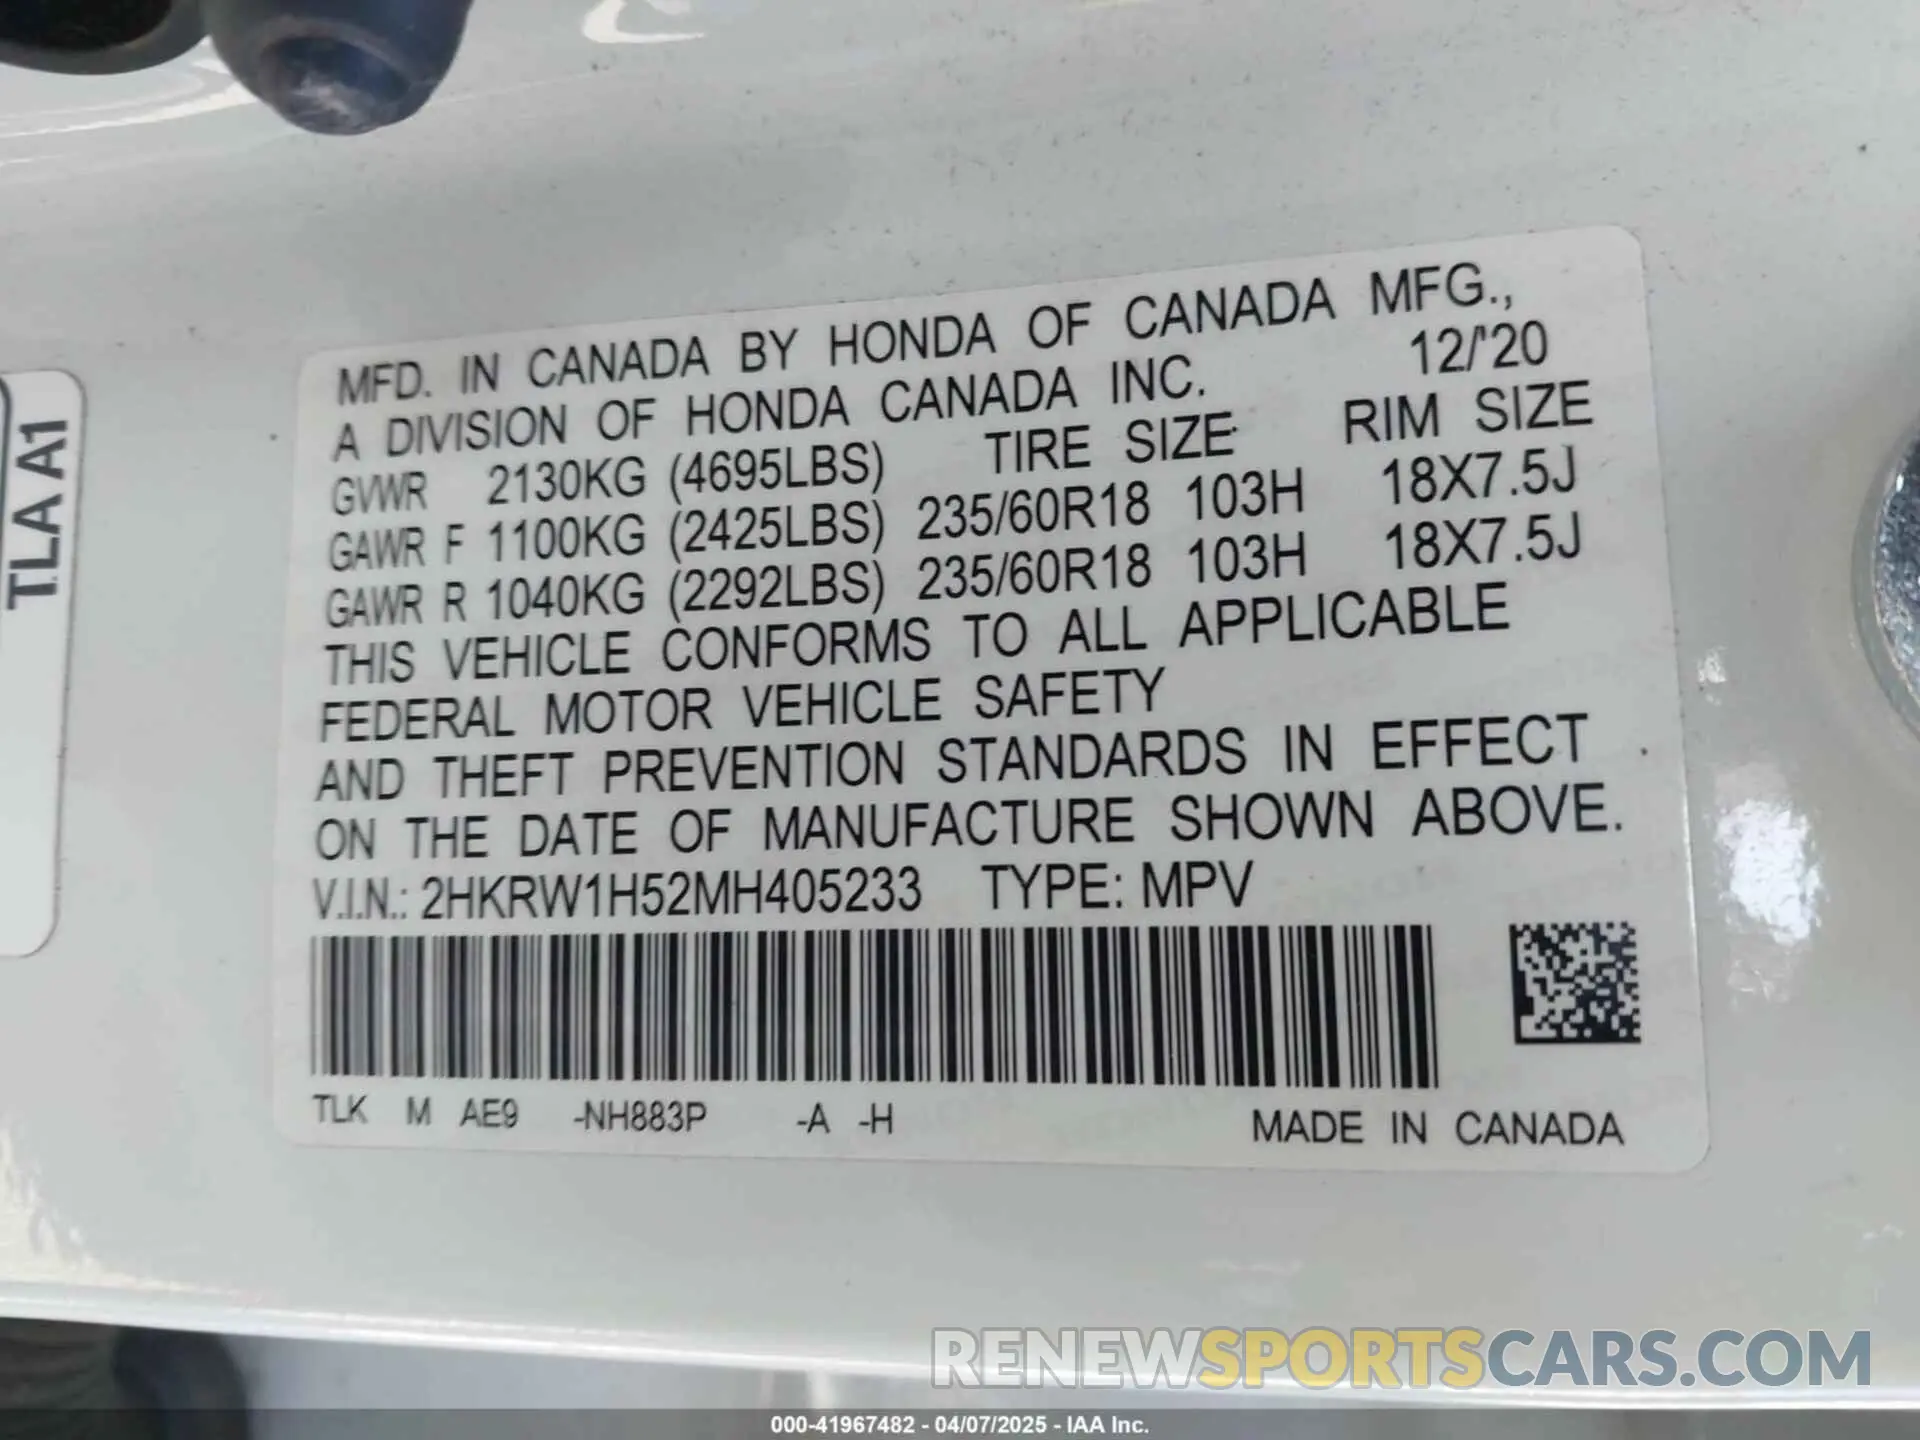 MFD. IN CANADA BY HONDA OF CANADA MFG.,
A DIVISION OF HONDA CANADA INC. 12/'20
GVWR 2130KG (4695LBS) TIRE SIZE RIM SIZE
GAWR F 1100KG (2425LBS) 235/60R18 103H 18X7.5J
GAWR R 1040KG (2292LBS) 235/60R18 103H 18X7.5J
THIS VEHICLE CONFORMS TO ALL APPLICABLE
FEDERAL MOTOR VEHICLE SAFETY
AND THEFT PREVENTION STANDARDS IN EFFECT
ON THE DATE OF MANUFACTURE SHOWN ABOVE.
V.I.N.: 2HKRW1H52MH405233 TYPE: MPV
TLK M AE9 -NH883P -A -H MADE IN CANADA
TLA A1
RENEWSPORTSCARS.COM
000-41967482 - 04/07/2025 - IAA Inc.